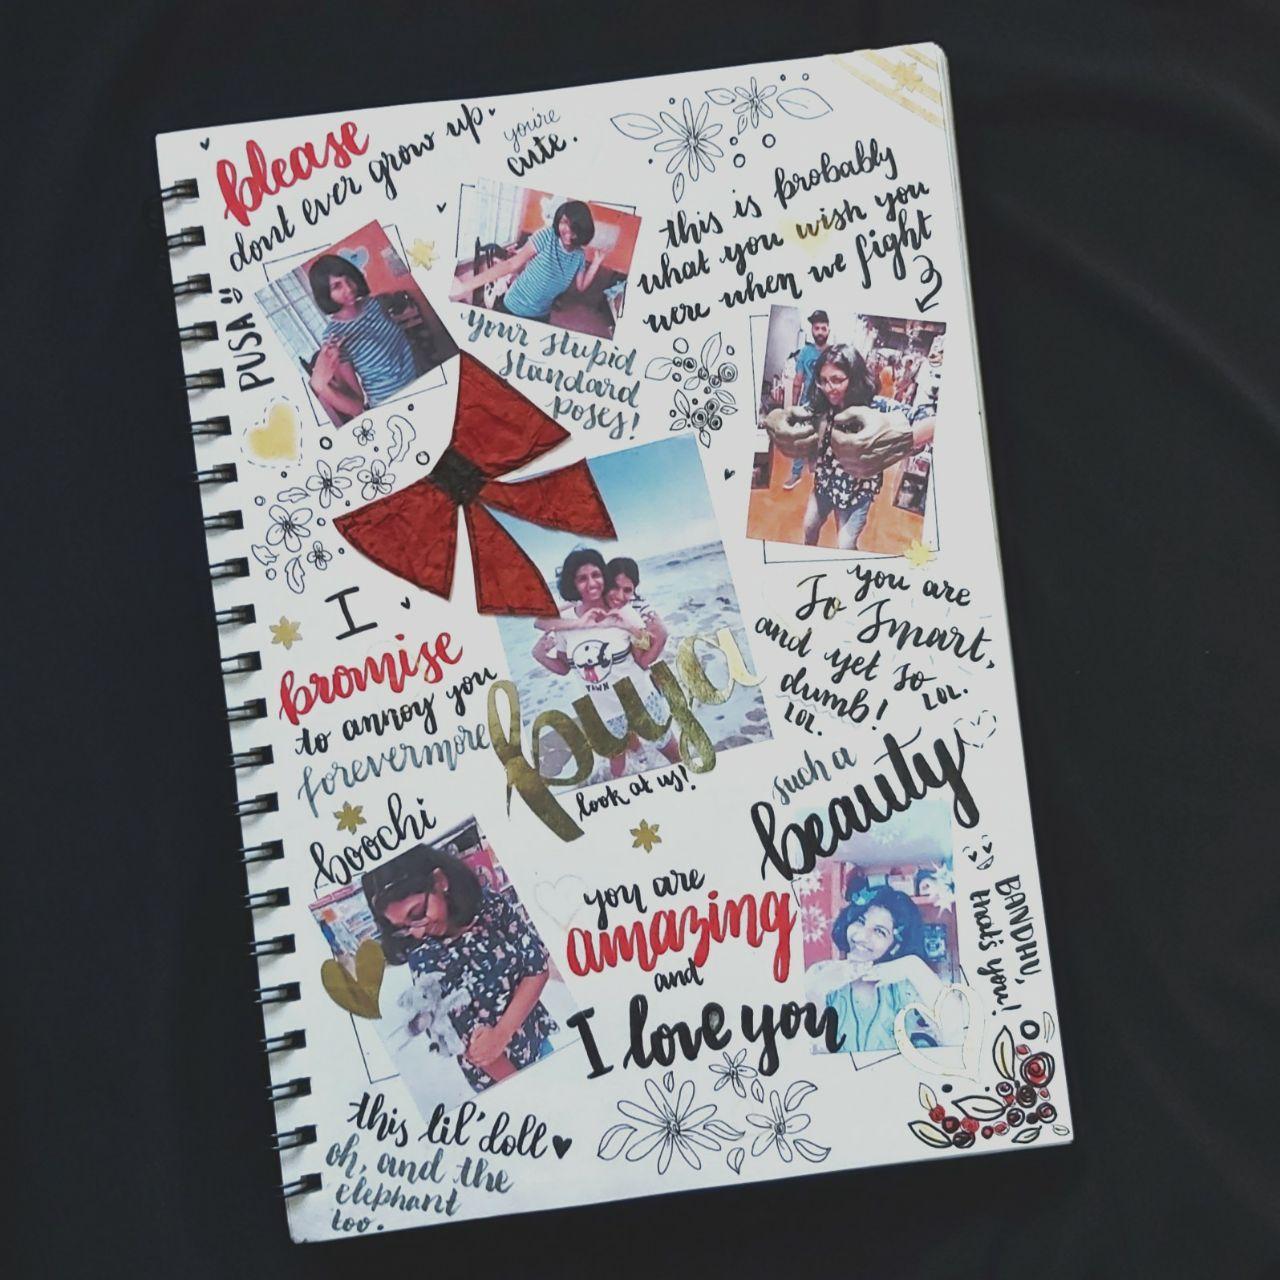 please
dont ever grow up.
you're
cute.
PUSA
this is probably
what you wish you
were when we fight
your stupid
standard
poses!
you are
so smart,
and yet so
dumb! LOL.
LOL.
I
promise
to annoy you
forevermore
YAWN
puya
look at us!
such a
beauty
BANDHU,
that's you!
boochi
you are
amazing
and
I love you
this lil' doll
oh, and the
elephant
too.